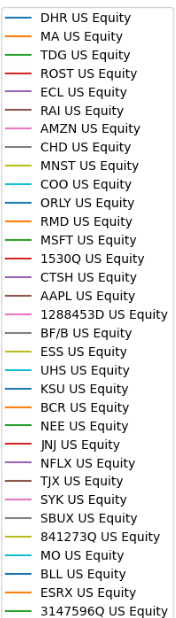 DHR US Equity
MA US Equity
TDG US Equity
ROST US Equity
ECL US Equity
RAI US Equity
AMZN US Equity
CHD US Equity
MNST US Equity
COO US Equity
ORLY US Equity
RMD US Equity
MSFT US Equity
1530Q US Equity
CTSH US Equity
AAPL US Equity
1288453D US Equity
BF/B US Equity
ESS US Equity
UHS US Equity
KSU US Equity
BCR US Equity
NEE US Equity
JNJ US Equity
NFLX US Equity
TJX US Equity
SYK US Equity
SBUX US Equity
841273Q US Equity
MO US Equity
BLL US Equity
ESRX US Equity
3147596Q US Equity